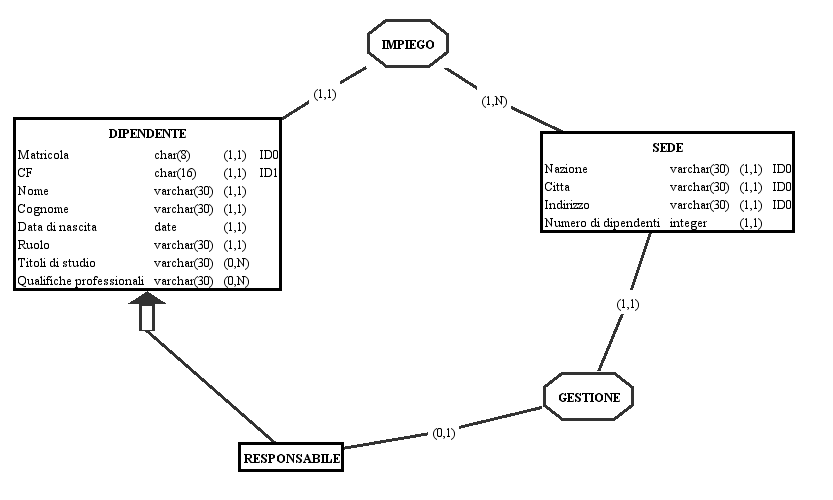 IMPIEGO
(1,1)
(1,N)
DIPENDENTE
Matricola char(8) (1,1) ID0
CF char(16) (1,1) ID1
Nome varchar(30) (1,1)
Cognome varchar(30) (1,1)
Data di nascita date (1,1)
Ruolo varchar(30) (1,1)
Titoli di studio varchar(30) (0,N)
Qualifiche professionali varchar(30) (0,N)
SEDE
Nazione varchar(30) (1,1) ID0
Citta varchar(30) (1,1) ID0
Indirizzo varchar(30) (1,1) ID0
Numero di dipendenti integer (1,1)
(1,1)
GESTIONE
(0,1)
RESPONSABILE